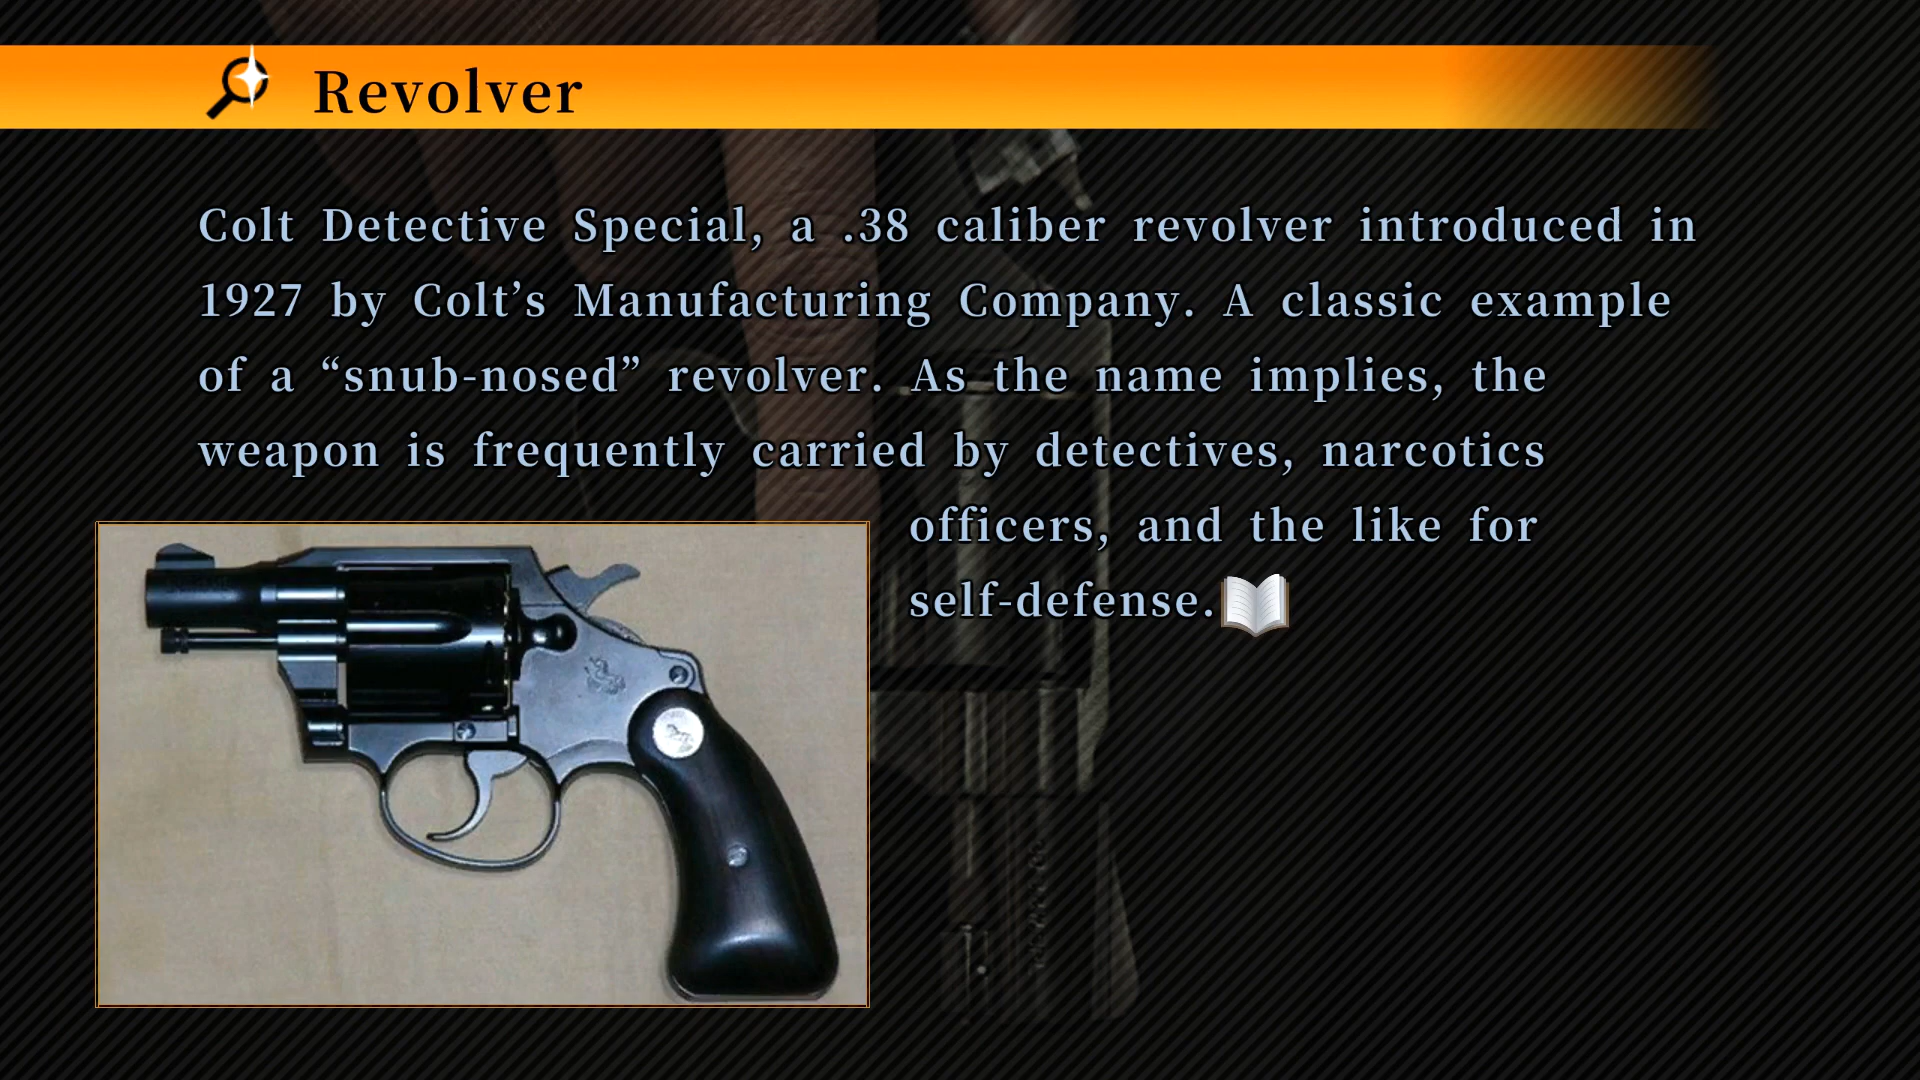 Revolver
Colt Detective Special, a .38 caliber revolver introduced in
1927 by Colt’s Manufacturing Company. A classic example
of a “snub-nosed” revolver. As the name implies, the
weapon is frequently carried by detectives, narcotics
officers, and the like for
self-defense.